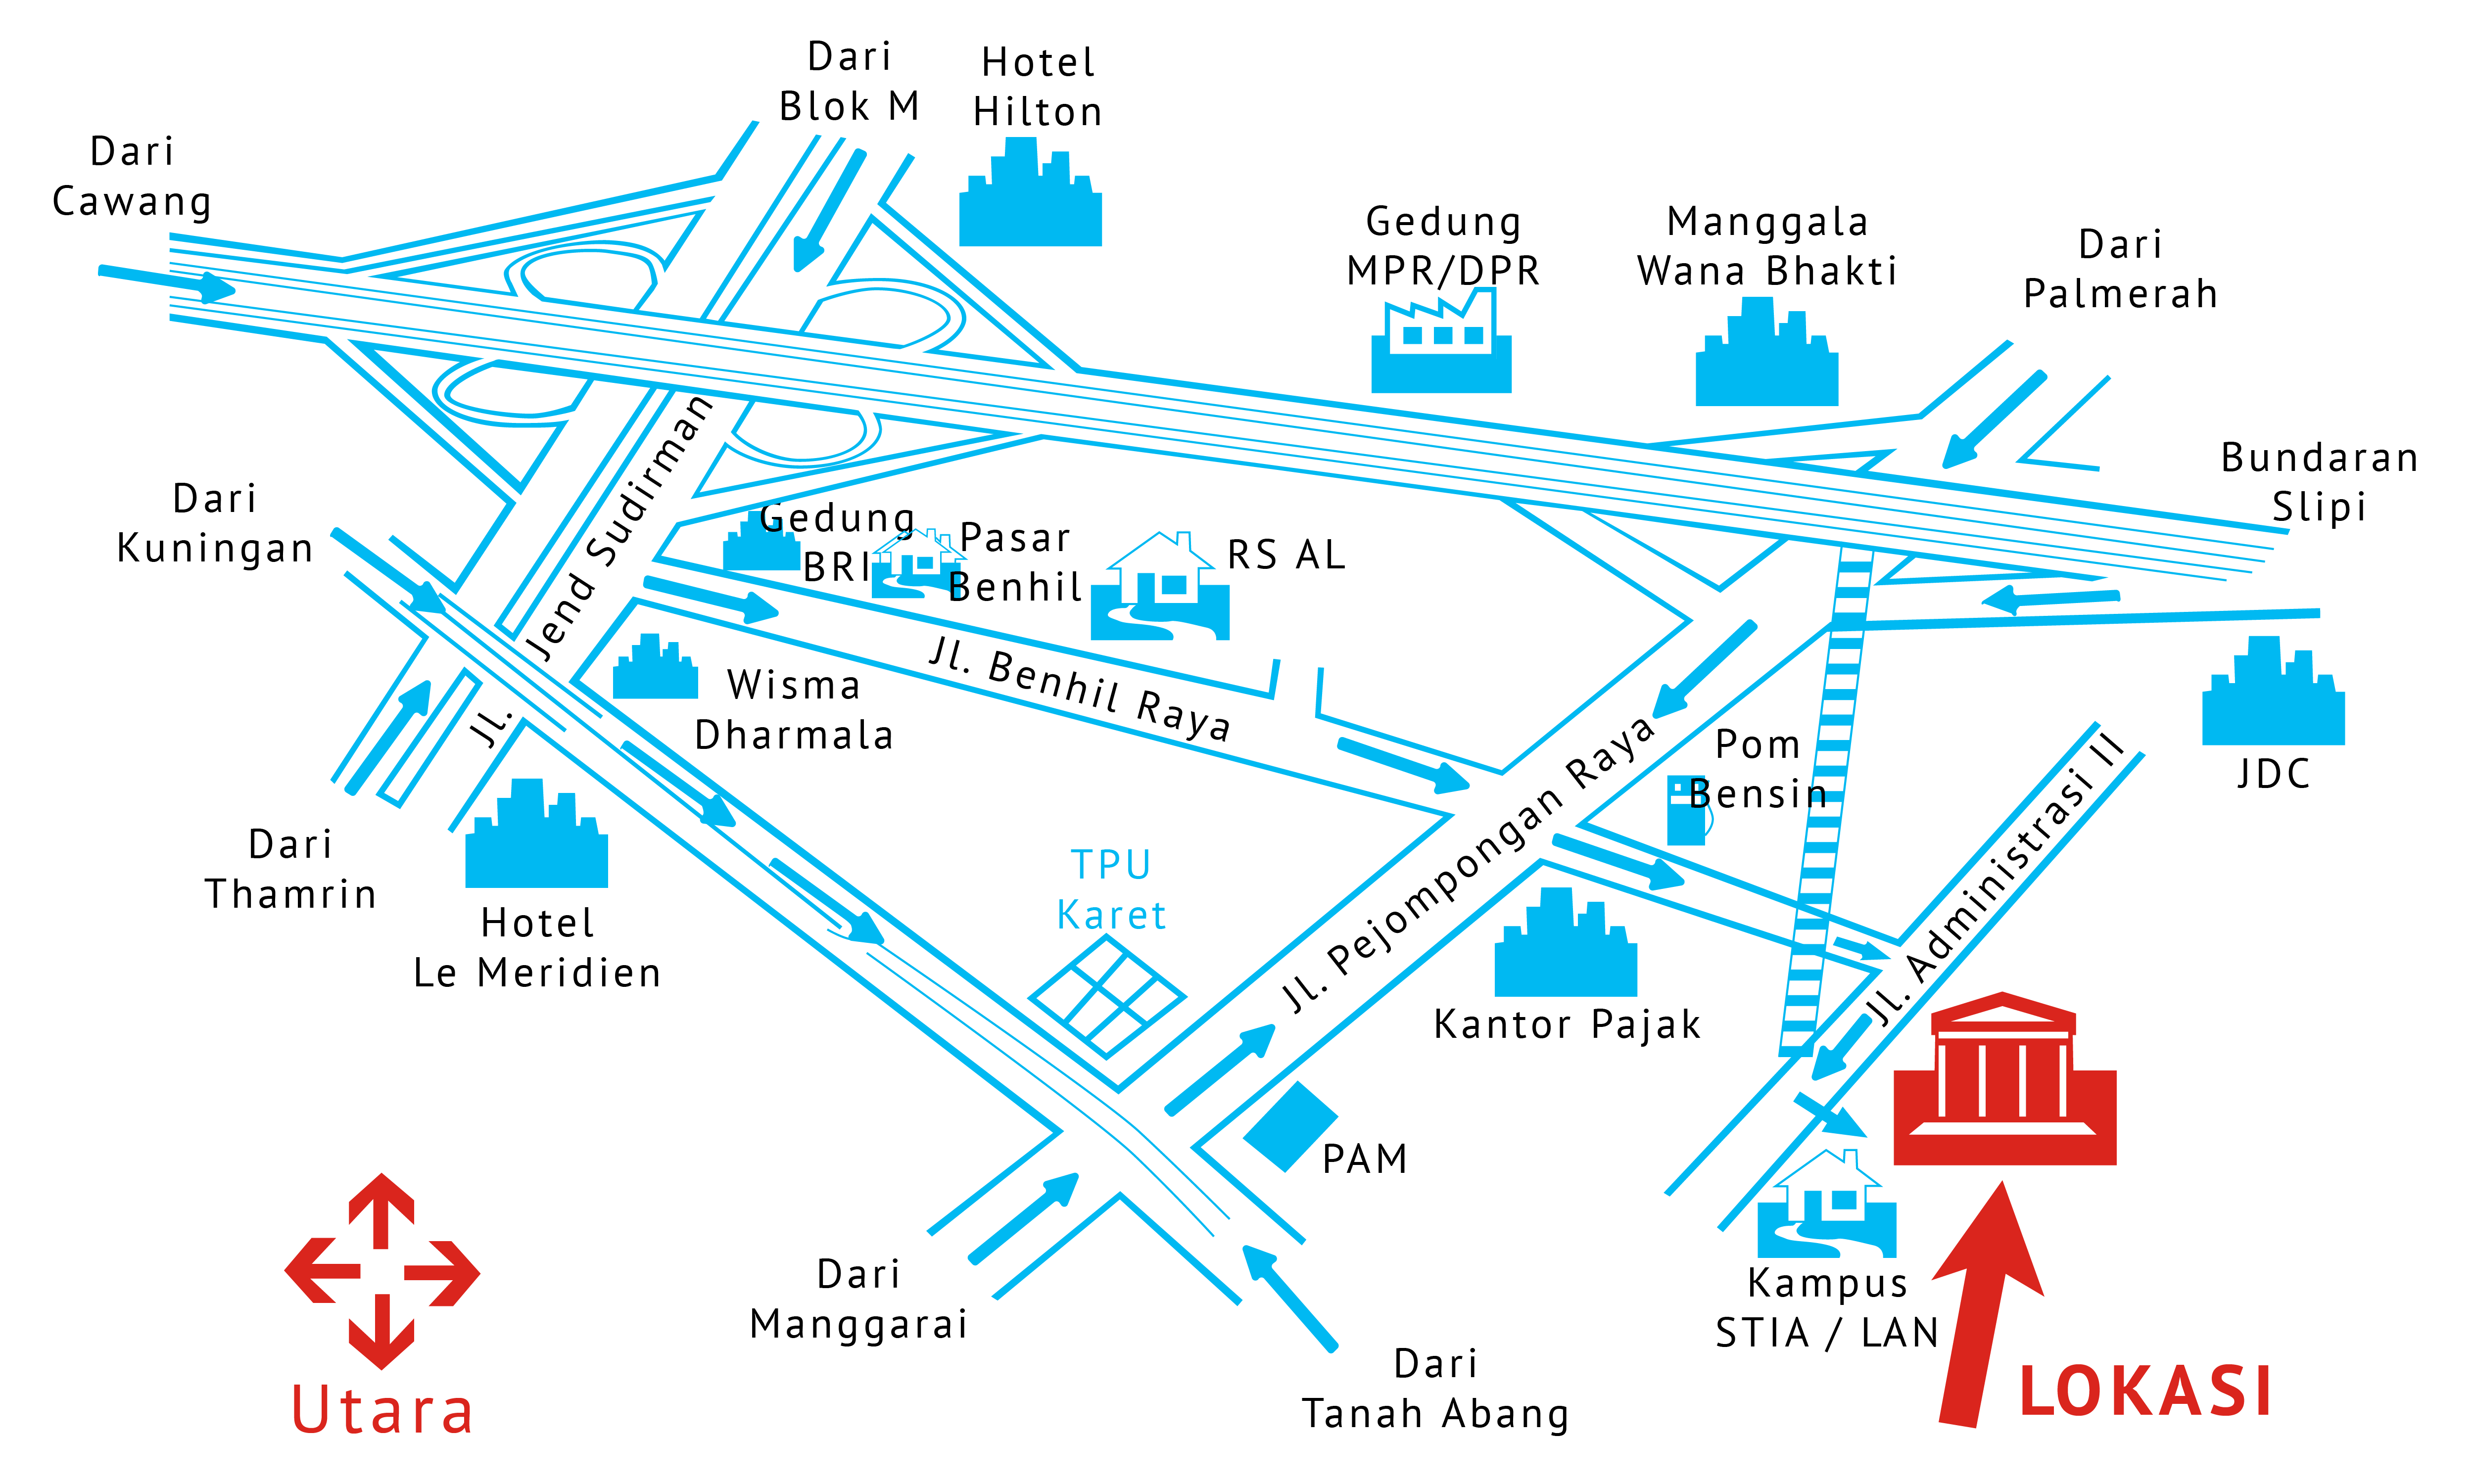 Dari
Blok M
Hotel
Hilton
Dari
Cawang
Gedung
MPR/DPR
Manggala
Wana Bhakti
Dari
Palmerah
Bundaran
Slipi
Dari
Kuningan
Jl. Jend Sudirman
Gedung
BRI
Pasar
Benhil
RS AL
Wisma
Dharmala
Jl. Benhil Raya
Jl. Pejompongan Raya
Pom
Bensin
Jl. Administrasi II
JDC
Dari
Thamrin
Hotel
Le Meridien
TPU
Karet
Kantor Pajak
PAM
Dari
Manggarai
Dari
Tanah Abang
Kampus
STIA / LAN
LOKASI
Utara